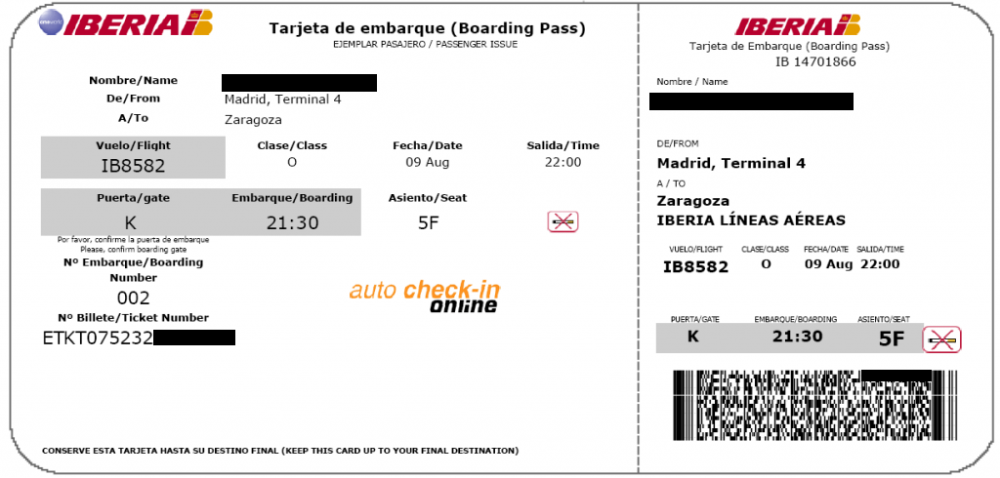 IBERIA
Tarjeta de embarque (Boarding Pass)
EJEMPLAR PASAJERO / PASSENGER ISSUE
Nombre/Name
De/From Madrid, Terminal 4
A/To Zaragoza
Vuelo/Flight Clase/Class Fecha/Date Salida/Time
IB8582 O 09 Aug 22:00
Puerta/gate Embarque/Boarding Asiento/Seat
K 21:30 5F
Por favor, confirme la puerta de embarque
Please, confirm boarding gate
Nº Embarque/Boarding
Number
002
Nº Billete/Ticket Number
ETKT075232
auto check-in
online
CONSERVE ESTA TARJETA HASTA SU DESTINO FINAL (KEEP THIS CARD UP TO YOUR FINAL DESTINATION)
IBERIA
Tarjeta de Embarque (Boarding Pass)
IB 14701866
Nombre / Name
DE/FROM
Madrid, Terminal 4
A / TO
Zaragoza
IBERIA LÍNEAS AÉREAS
VUELO/FLIGHT CLASE/CLASS FECHA/DATE SALIDA/TIME
IB8582 O 09 Aug 22:00
PUERTA/GATE EMBARQUE/BOARDING ASIENTO/SEAT
K 21:30 5F